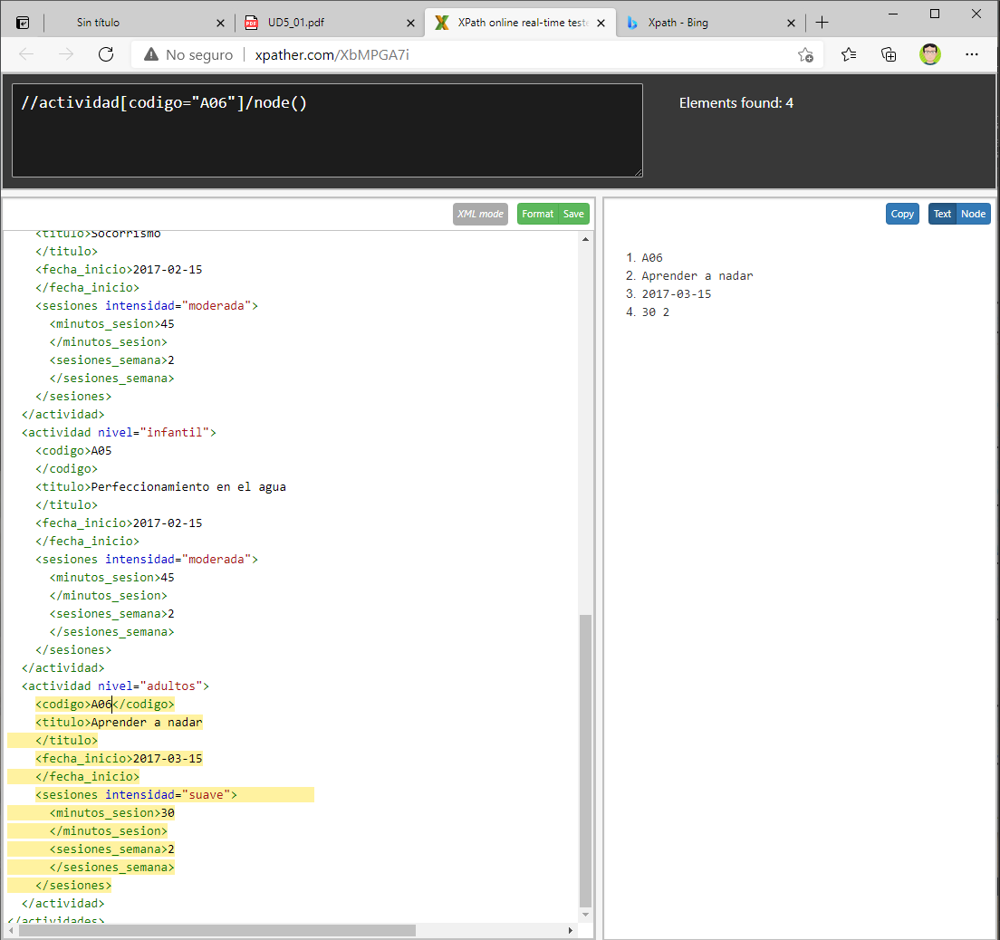 Sin título
UD5_01.pdf
XPath online real-time teste
Xpath - Bing
No seguro
xpather.com/XbMPGA7i
//actividad[codigo="A06"]/node()
Elements found: 4
XML mode
Format
Save
Copy
Text
Node
<titulo>Socorrismo
</titulo>
<fecha_inicio>2017-02-15
</fecha_inicio>
<sesiones intensidad="moderada">
<minutos_sesion>45
</minutos_sesion>
<sesiones_semana>2
</sesiones_semana>
</sesiones>
</actividad>
<actividad nivel="infantil">
<codigo>A05
</codigo>
<titulo>Perfeccionamiento en el agua
</titulo>
<fecha_inicio>2017-02-15
</fecha_inicio>
<sesiones intensidad="moderada">
<minutos_sesion>45
</minutos_sesion>
<sesiones_semana>2
</sesiones_semana>
</sesiones>
</actividad>
<actividad nivel="adultos">
<codigo>A06</codigo>
<titulo>Aprender a nadar
</titulo>
<fecha_inicio>2017-03-15
</fecha_inicio>
<sesiones intensidad="suave">
<minutos_sesion>30
</minutos_sesion>
<sesiones_semana>2
</sesiones_semana>
</sesiones>
</actividad>
</actividades>
1. A06
2. Aprender a nadar
3. 2017-03-15
4. 30 2